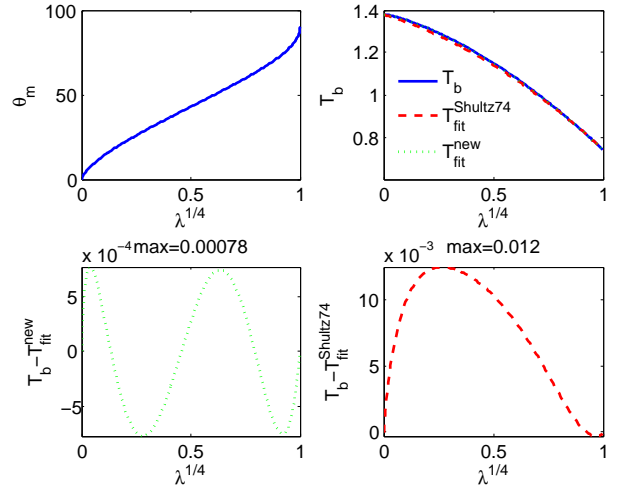 100
50
0
θm
0
0.5
1
λ1/4
1.4
1.2
1
0.8
Tb
Tb
TfitShultz74
Tfitnew
0
0.5
1
λ1/4
x 10-4
max=0.00078
5
0
−5
Tb−Tfitnew
0
0.5
1
λ1/4
x 10-3
max=0.012
10
5
0
Tb−TfitShultz74
0
0.5
1
λ1/4